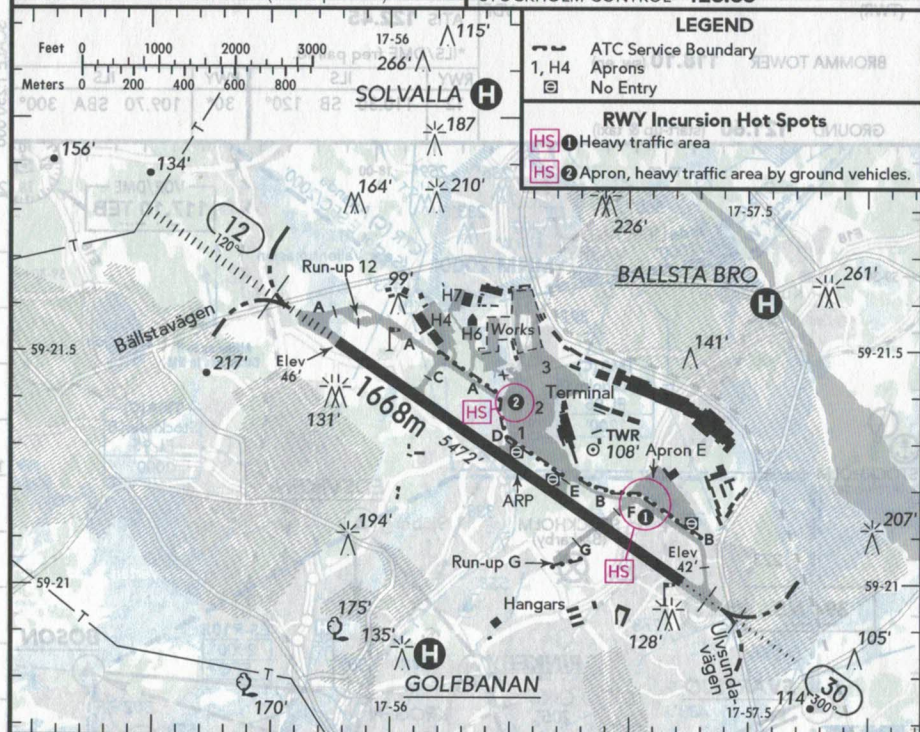 STOCKHOLM CONTROL
Feet 0 1000 2000 3000
Meters 0 200 400 600 800
17-56
115'
266'
SOLVALLA H
LEGEND
ATC Service Boundary
1, H4 Aprons
No Entry
RWY Incursion Hot Spots
HS 1 Heavy traffic area
HS 2 Apron, heavy traffic area by ground vehicles.
187'
156'
134'
164'
210'
226'
17-57.5
12
120°
Run-up 12
99'
H7
H4
H6
Works
BALLSTA BRO
H
261'
Bällstavägen
A
A
59-21.5
217'
Elev
46'
C
A
3
141'
59-21.5
131'
1668m
5472'
HS
2
2
Terminal
D
1
TWR
108'
Apron E
ARP
E
B
F
1
B
194'
207'
Run-up G
G
HS
Elev
42'
59-21
59-21
175'
Hangars
135'
H
128'
Ulvsunda-
vägen
105'
GOLFBANAN
114'
30
300°
170'
17-56
17-57.5
T
T
T
T